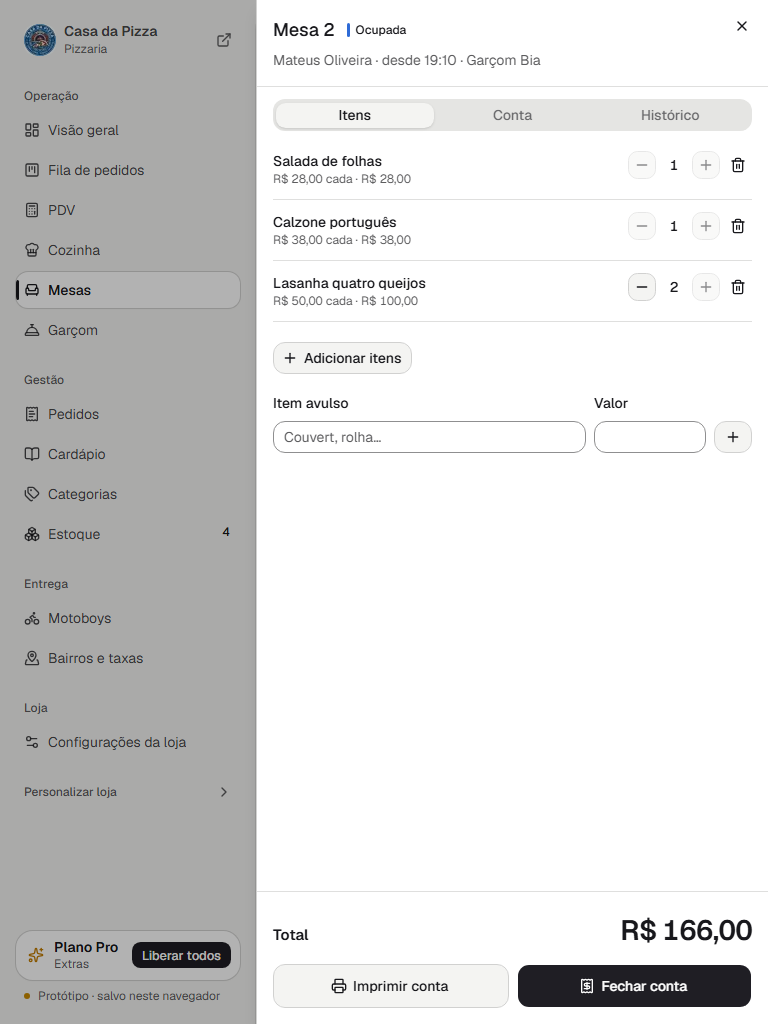 Casa da Pizza
Pizzaria
Operação
Visão geral
Fila de pedidos
PDV
Cozinha
Mesas
Garçom
Gestão
Pedidos
Cardápio
Categorias
Estoque 4
Entrega
Motoboys
Bairros e taxas
Loja
Configurações da loja
Personalizar loja
Plano Pro
Extras
Liberar todos
Protótipo · salvo neste navegador
Mesa 2 Ocupada
Mateus Oliveira · desde 19:10 · Garçom Bia
Itens Conta Histórico
Salada de folhas
R$ 28,00 cada · R$ 28,00
1
Calzone português
R$ 38,00 cada · R$ 38,00
1
Lasanha quatro queijos
R$ 50,00 cada · R$ 100,00
2
Adicionar itens
Item avulso Valor
Couvert, rolha...
Total R$ 166,00
Imprimir conta Fechar conta